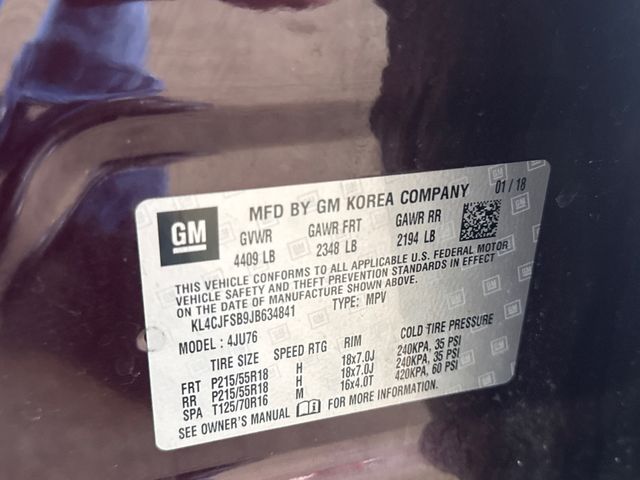 GM
MFD BY GM KOREA COMPANY 01 / 18
GVWR GAWR FRT GAWR RR
4409 LB 2348 LB 2194 LB
THIS VEHICLE CONFORMS TO ALL APPLICABLE U.S. FEDERAL MOTOR
VEHICLE SAFETY AND THEFT PREVENTION STANDARDS IN EFFECT
ON THE DATE OF MANUFACTURE SHOWN ABOVE.
KL4CJFSB9JB634841 TYPE: MPV
MODEL : 4JU76
TIRE SIZE SPEED RTG RIM COLD TIRE PRESSURE
FRT P215/55R18 H 18x7.0J 240KPA, 35 PSI
RR P215/55R18 H 18x7.0J 240KPA, 35 PSI
SPA T125/70R16 M 16x4.0T 420KPA, 60 PSI
SEE OWNER'S MANUAL FOR MORE INFORMATION.